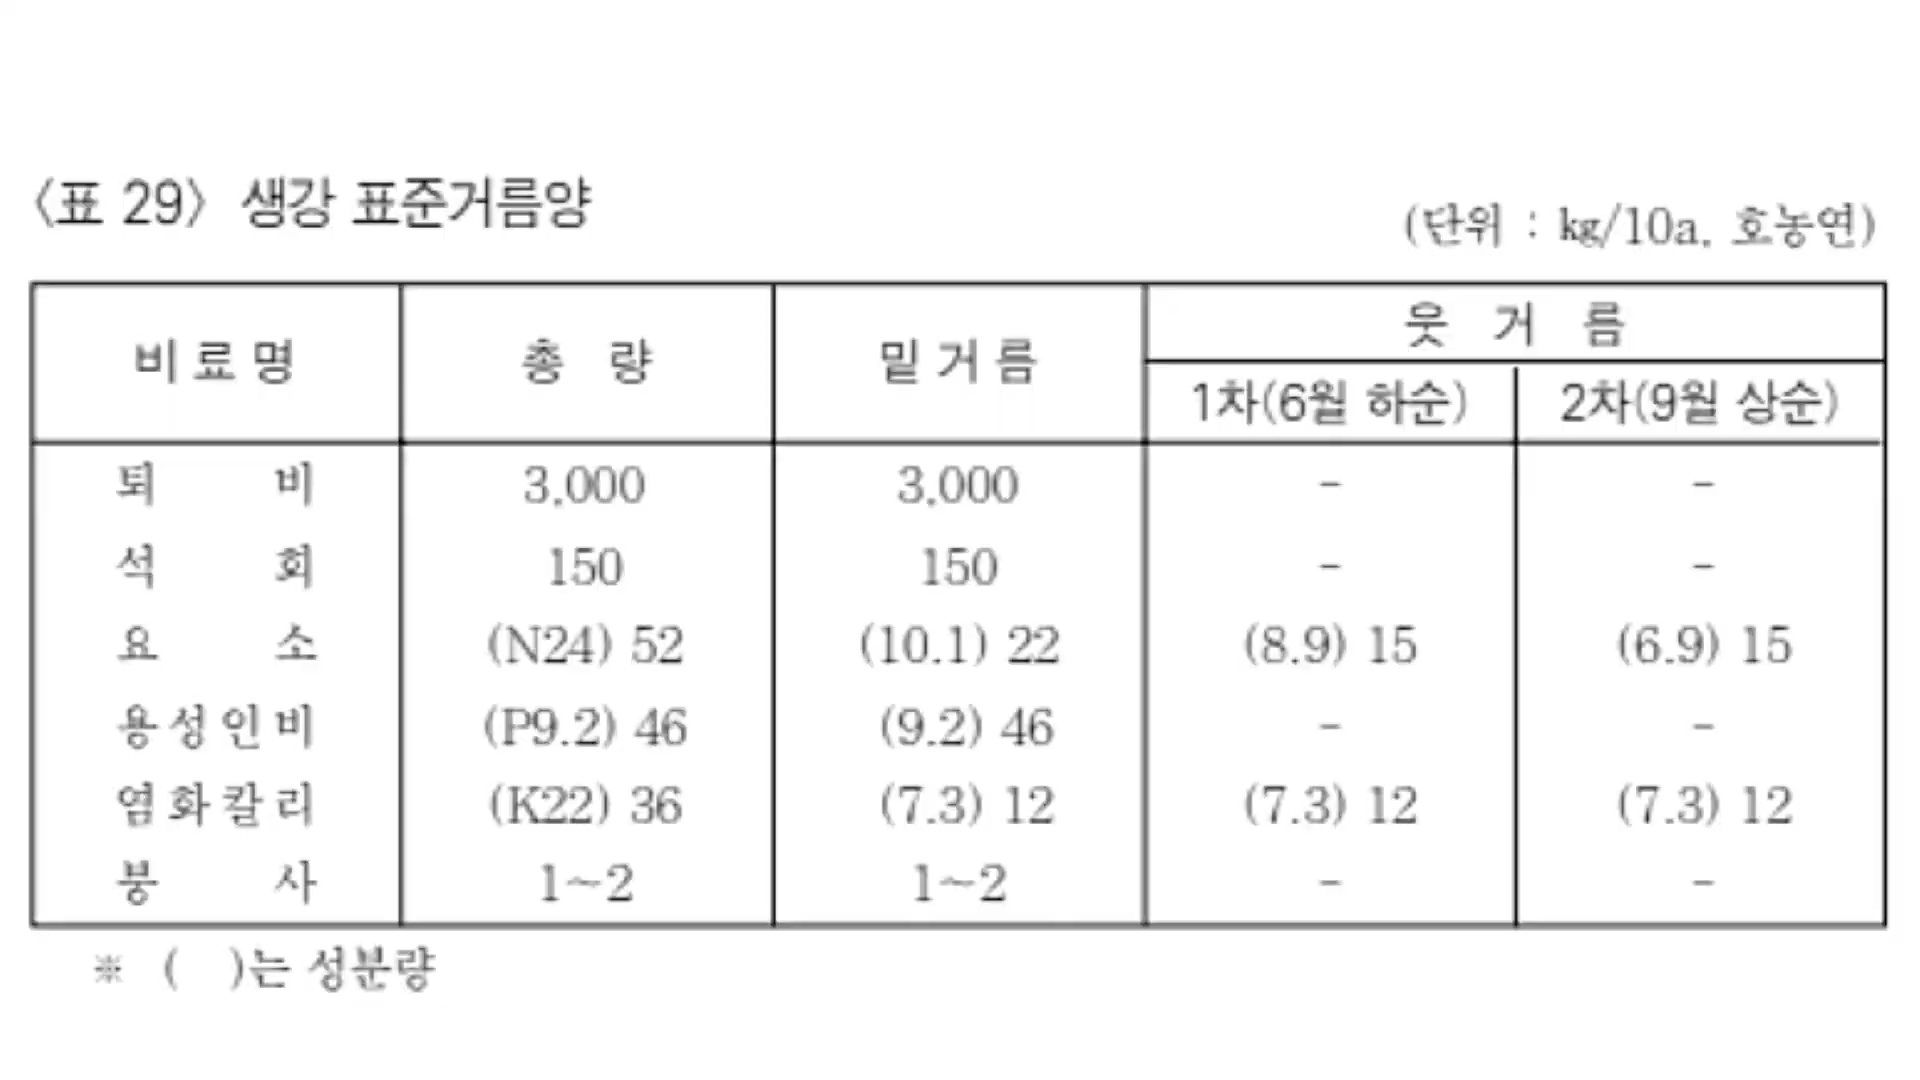 〈표 29〉 생강 표준거름양
(단위 : ㎏/10a, 호농연)
비료명 총 량 밑거름 웃 거 름
1차(6월 하순) 2차(9월 상순)
퇴 비 3,000 3,000 - -
석 회 150 150 - -
요 소 (N24) 52 (10.1) 22 (8.9) 15 (6.9) 15
용성인비 (P9.2) 46 (9.2) 46 - -
염화칼리 (K22) 36 (7.3) 12 (7.3) 12 (7.3) 12
붕 사 1~2 1~2 - -
※ ( )는 성분량